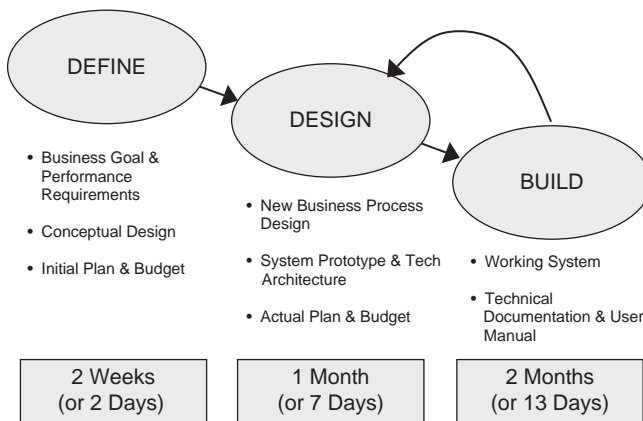 DEFINE
DESIGN
BUILD
• Business Goal &
Performance
Requirements
• Conceptual Design
• Initial Plan & Budget
• New Business Process
Design
• System Prototype & Tech
Architecture
• Actual Plan & Budget
• Working System
• Technical
Documentation & User
Manual
2 Weeks
(or 2 Days)
1 Month
(or 7 Days)
2 Months
(or 13 Days)